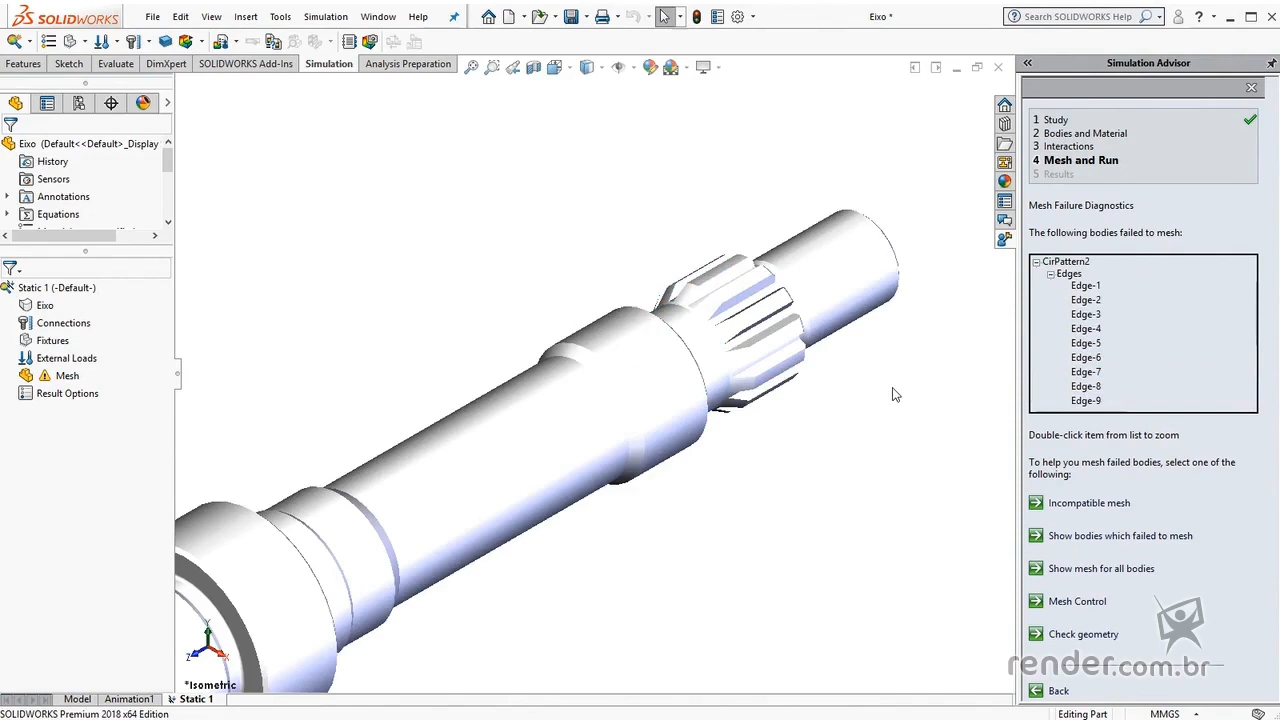 SOLIDWORKS
File Edit View Insert Tools Simulation Window Help
Eixo *
Search SOLIDWORKS Help
Features Sketch Evaluate DimXpert SOLIDWORKS Add-Ins Simulation Analysis Preparation
Simulation Advisor
Eixo (Default<<Default>_Display
History
Sensors
Annotations
Equations
Static 1 (-Default-)
Eixo
Connections
Fixtures
External Loads
Mesh
Result Options
1 Study
2 Bodies and Material
3 Interactions
4 Mesh and Run
5 Results
Mesh Failure Diagnostics
The following bodies failed to mesh:
CirPattern2
Edges
Edge-1
Edge-2
Edge-3
Edge-4
Edge-5
Edge-6
Edge-7
Edge-8
Edge-9
Double-click item from list to zoom
To help you mesh failed bodies, select one of the
following:
Incompatible mesh
Show bodies which failed to mesh
Show mesh for all bodies
Mesh Control
Check geometry
Back
render.com.br
Y
Z
X
*Isometric
Model Animation1 Static 1
SOLIDWORKS Premium 2018 x64 Edition
Editing Part MMGS